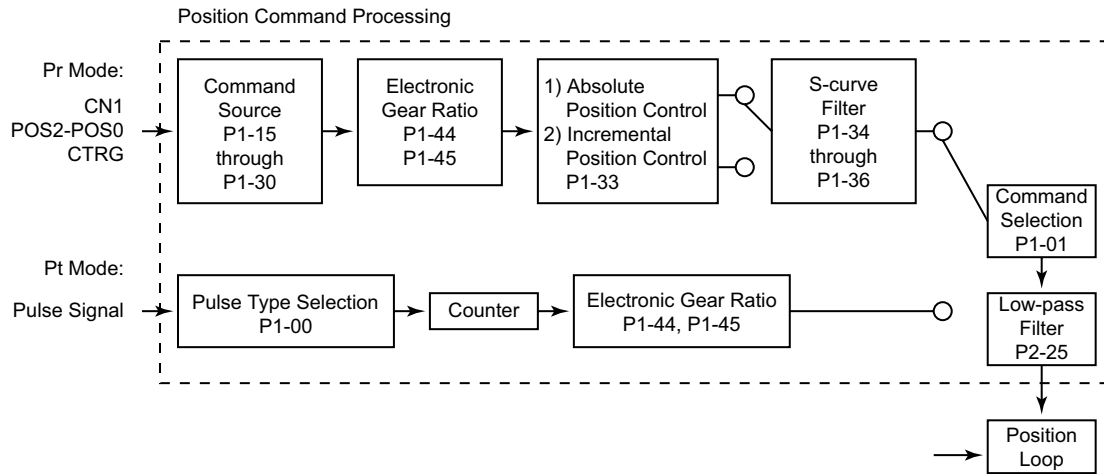 Position Command Processing
Pr Mode:
CN1
POS2-POS0
CTRG
Command
Source
P1-15
through
P1-30
Electronic
Gear Ratio
P1-44
P1-45
1) Absolute
Position Control
2) Incremental
Position Control
P1-33
S-curve
Filter
P1-34
through
P1-36
Command
Selection
P1-01
Pt Mode:
Pulse Signal
Pulse Type Selection
P1-00
Counter
Electronic Gear Ratio
P1-44, P1-45
Low-pass
Filter
P2-25
Position
Loop